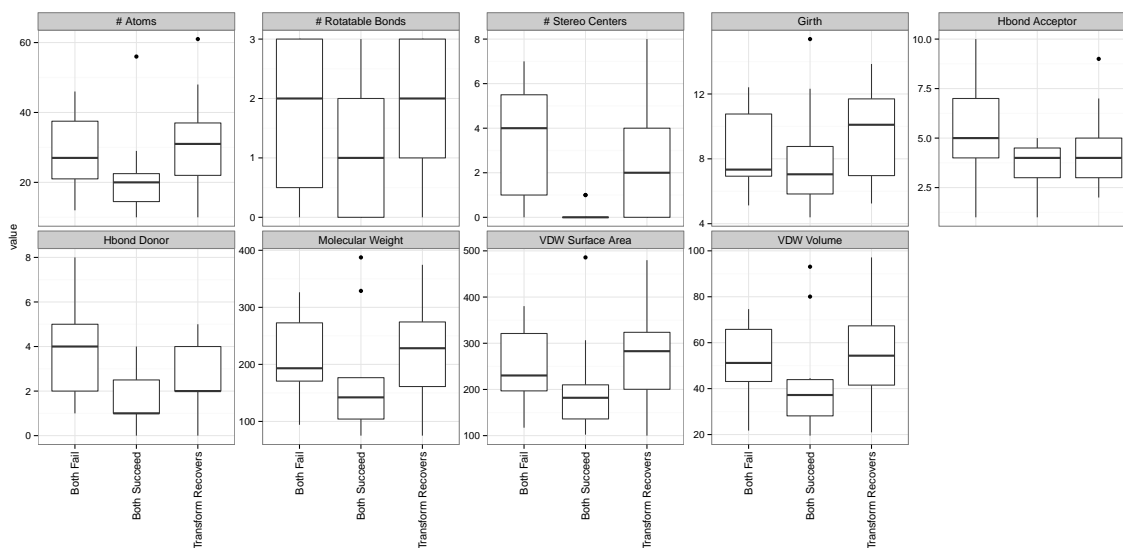 # Atoms
# Rotatable Bonds
# Stereo Centers
Girth
Hbond Acceptor
60
40
20
3
2
1
0
8
6
4
2
0
12
8
4
10.0
7.5
5.0
2.5
value
Hbond Donor
Molecular Weight
VDW Surface Area
VDW Volume
8
6
4
2
0
400
300
200
100
500
400
300
200
100
100
80
60
40
20
Both Fail
Both Succeed
Transform Recovers
Both Fail
Both Succeed
Transform Recovers
Both Fail
Both Succeed
Transform Recovers
Both Fail
Both Succeed
Transform Recovers